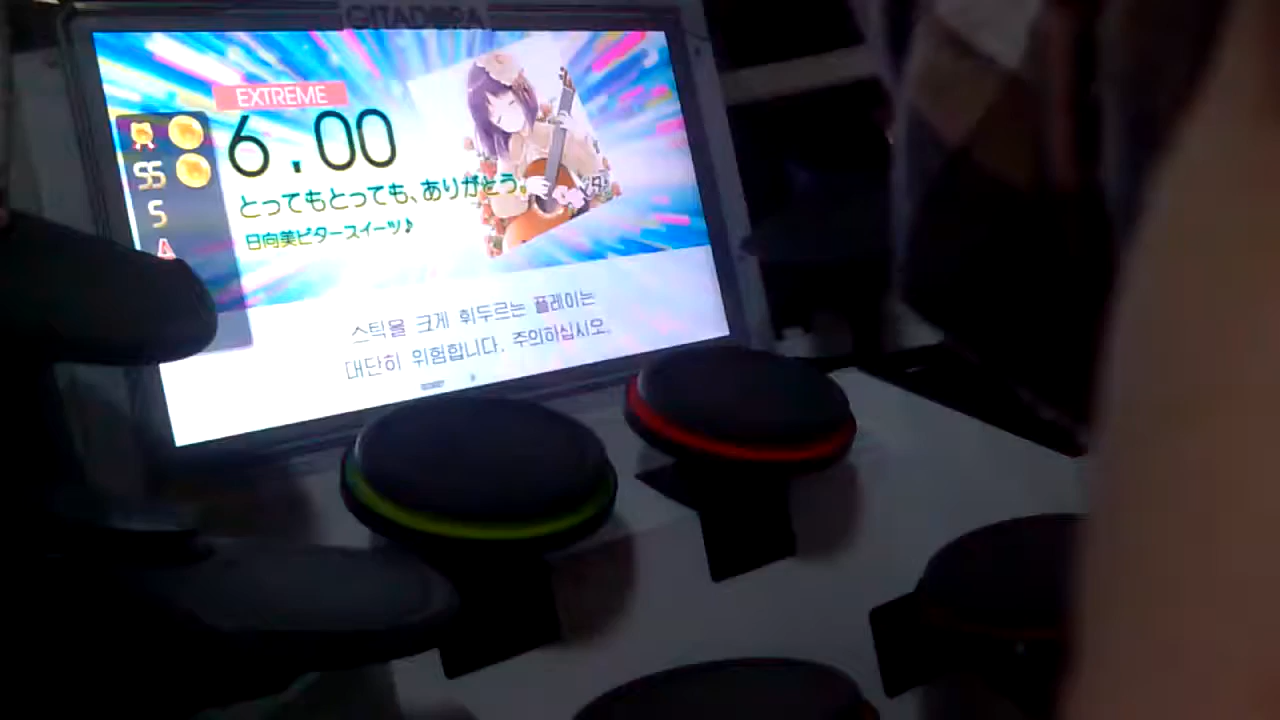 GITADORA
EXTREME
6.00
SS
S
A
とってもとっても、ありがとう。
日向美ビタースイーツ♪
스틱을 크게 휘두르는 플레이는
대단히 위험합니다. 주의하십시오.